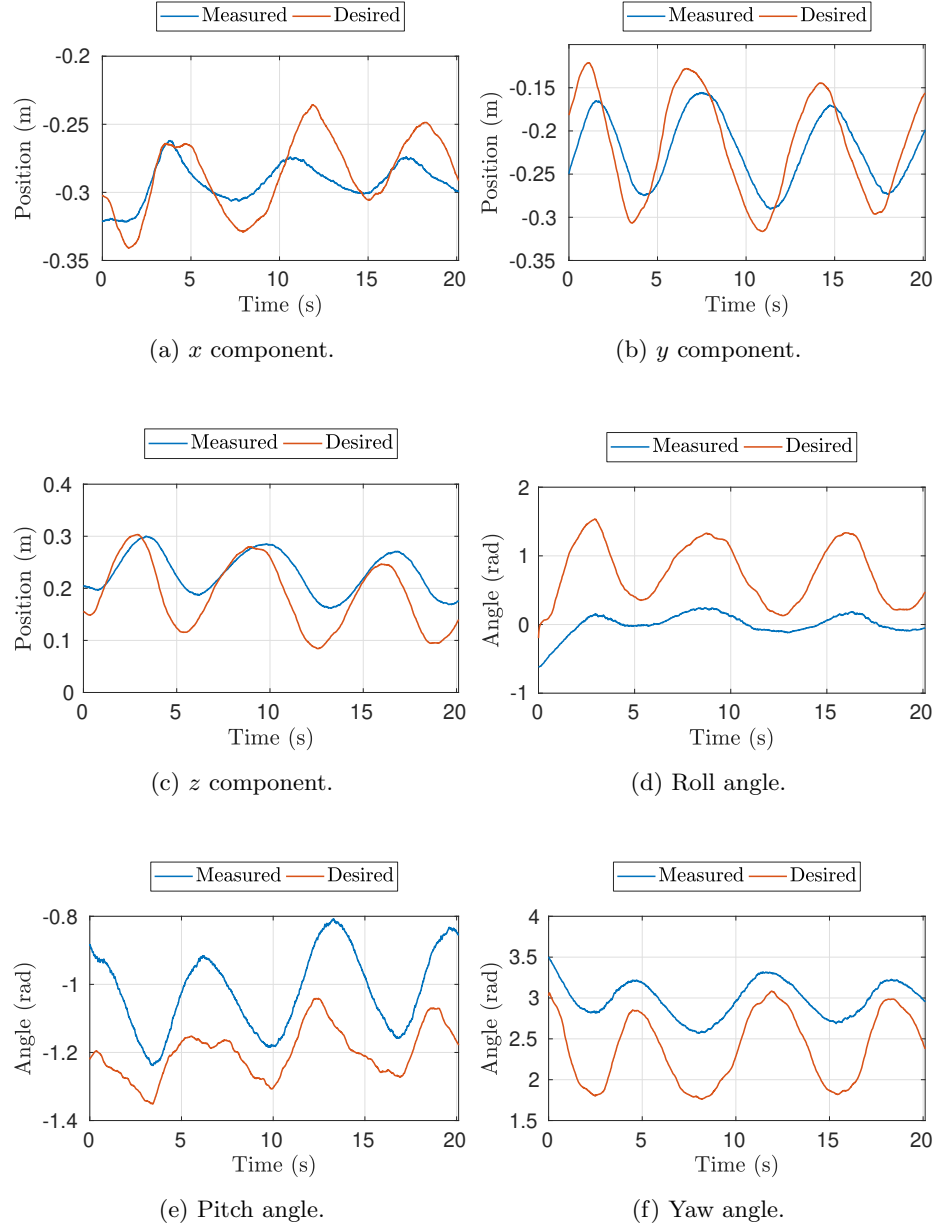 Measured Desired
Measured Desired
-0.2
-0.25
-0.3
-0.35
Position (m)
0 5 10 15 20
Time (s)
-0.15
-0.2
-0.25
-0.3
-0.35
Position (m)
0 5 10 15 20
Time (s)
(a) x component.
(b) y component.
Measured Desired
Measured Desired
0.4
0.3
0.2
0.1
0
Position (m)
0 5 10 15 20
Time (s)
2
1
0
-1
Angle (rad)
0 5 10 15 20
Time (s)
(c) z component.
(d) Roll angle.
Measured Desired
Measured Desired
-0.8
-1
-1.2
-1.4
Angle (rad)
0 5 10 15 20
Time (s)
4
3.5
3
2.5
2
1.5
Angle (rad)
0 5 10 15 20
Time (s)
(e) Pitch angle.
(f) Yaw angle.